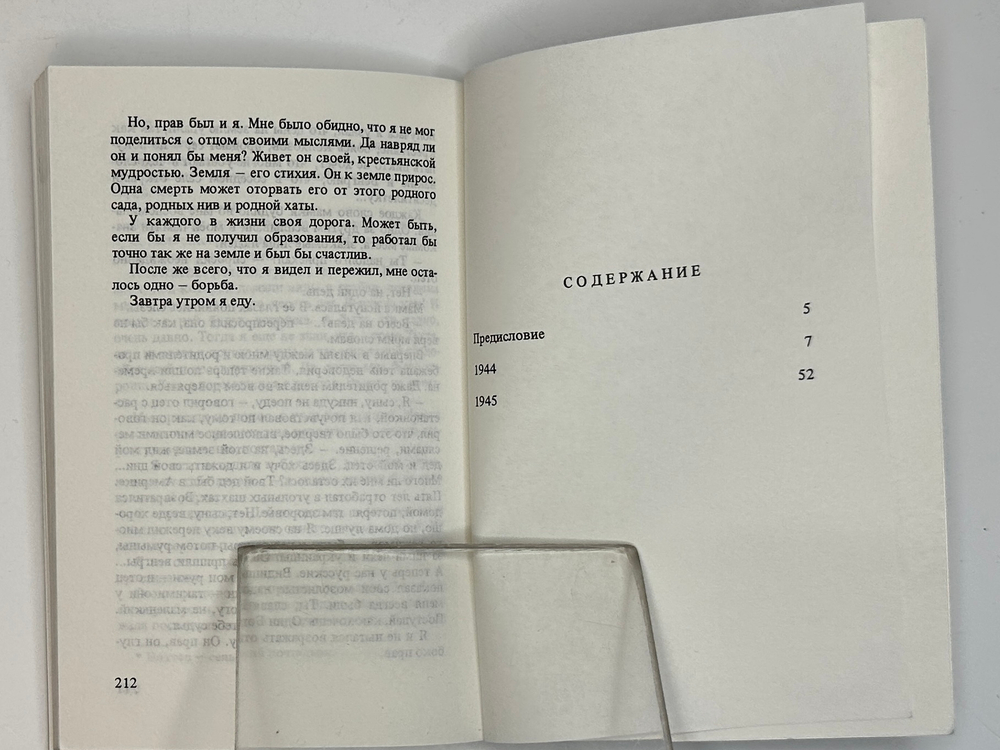 Но, прав был и я. Мне было обидно, что я не мог
поделиться с отцом своими мыслями. Да навряд ли
он и понял бы меня? Живет он своей, крестьянской
мудростью. Земля — его стихия. Он к земле прирос.
Одна смерть может оторвать его от этого родного
сада, родных нив и родной хаты.
У каждого в жизни своя дорога. Может быть,
если бы я не получил образования, то работал бы
точно так же на земле и был бы счастлив.
После же всего, что я видел и пережил, мне оста-
лось одно — борьба.
Завтра утром я еду.
212
СОДЕРЖАНИЕ
Предисловие 5
1944 7
1945 52